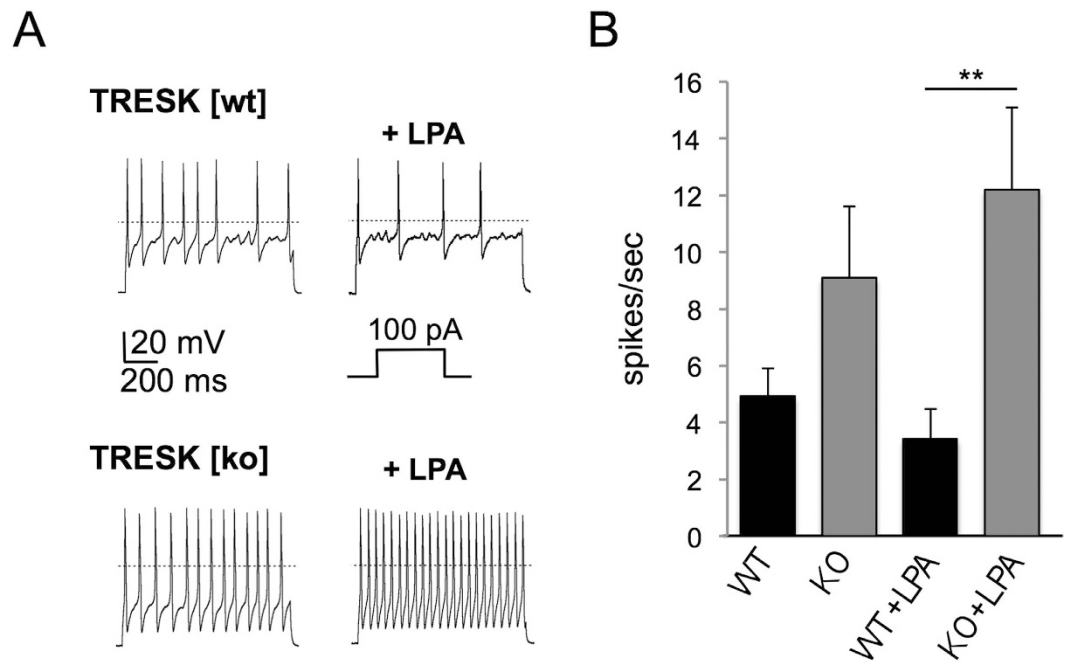 A
TRESK [wt]
+ LPA
20 mV
200 ms
100 pA
TRESK [ko]
+ LPA
B
**
spikes/sec
16
14
12
10
8
6
4
2
0
WT
KO
WT+LPA
KO+LPA